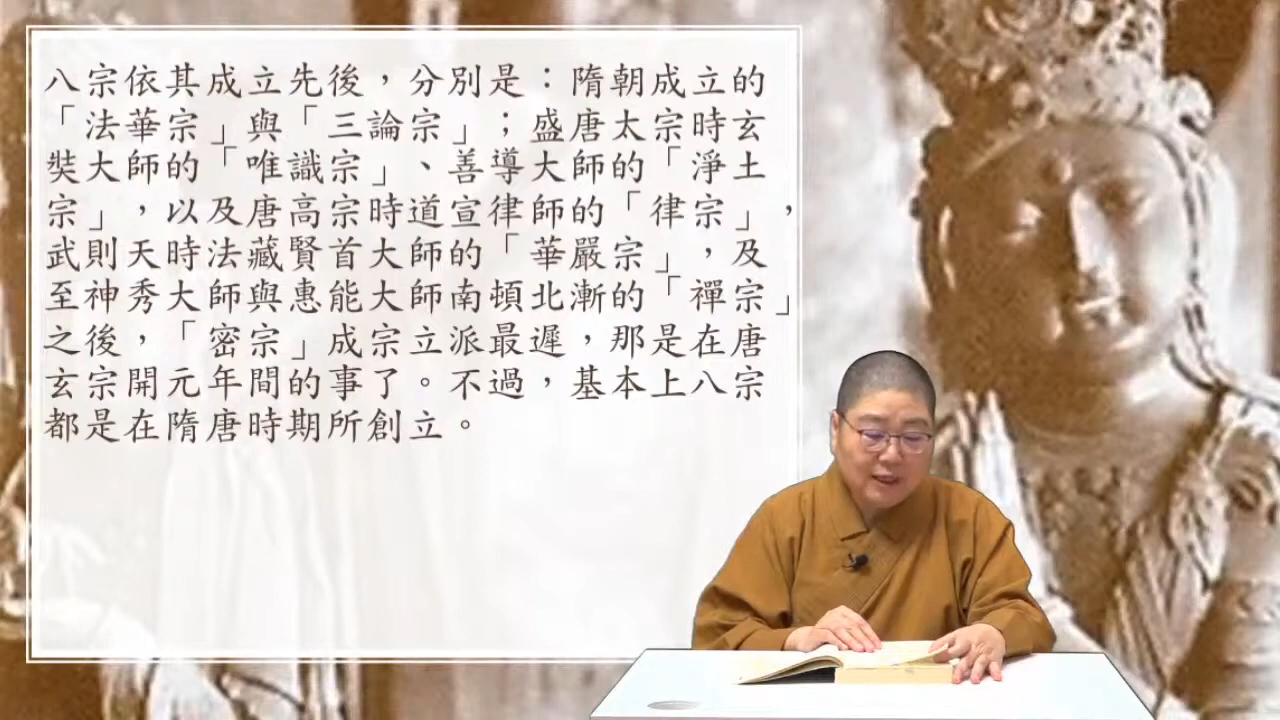 八宗依其成立先後，分別是：隋朝成立的
「法華宗」與「三論宗」；盛唐太宗時玄
奘大師的「唯識宗」、善導大師的「淨土
宗」，以及唐高宗時道宣律師的「律宗」，
武則天時法藏賢首大師的「華嚴宗」，及
至神秀大師與惠能大師南頓北漸的「禪宗」
之後，「密宗」成宗立派最遲，那是在唐
玄宗開元年間的事了。不過，基本上八宗
都是在隋唐時期所創立。